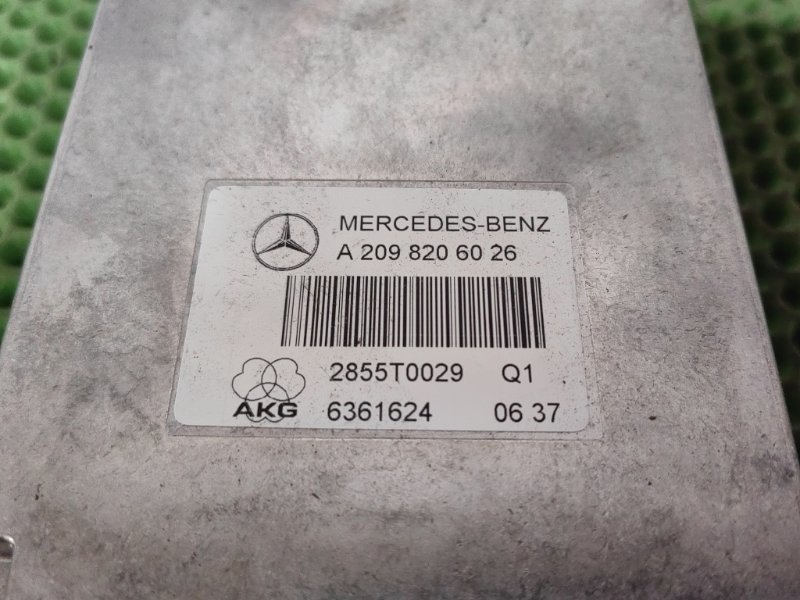 MERCEDES-BENZ
A 209 820 60 26
2855T0029 Q1
AKG 6361624 06 37